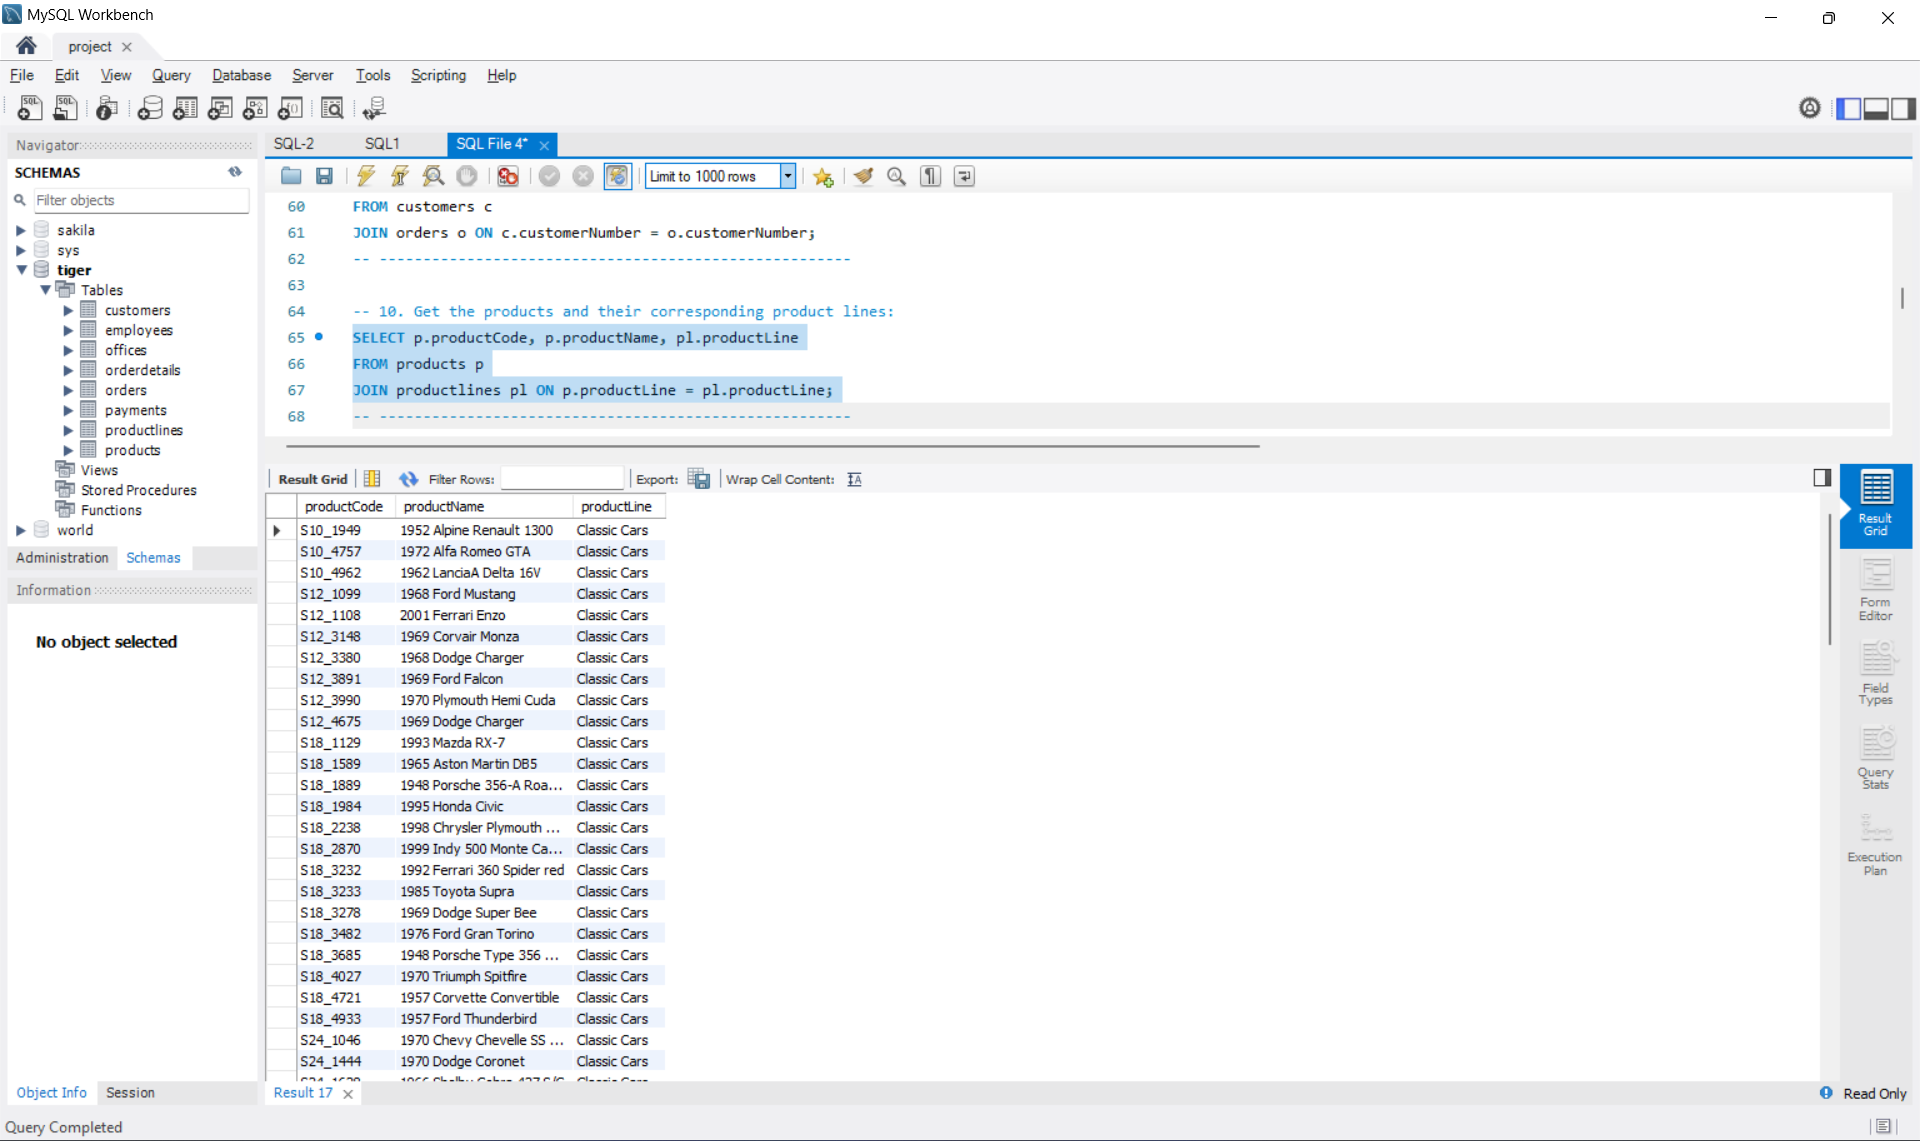 MySQL Workbench
project
File Edit View Query Database Server Tools Scripting Help
Navigator
SCHEMAS
Filter objects
sakila
sys
tiger
Tables
customers
employees
offices
orderdetails
orders
payments
productlines
products
Views
Stored Procedures
Functions
world
Administration Schemas
Information
No object selected
Object Info Session
Query Completed
SQL-2 SQL1 SQL File 4*
Limit to 1000 rows
60 FROM customers c
61 JOIN orders o ON c.customerNumber = o.customerNumber;
62 -- ------------------------------------------------------
63
64 -- 10. Get the products and their corresponding product lines:
65 SELECT p.productCode, p.productName, pl.productLine
66 FROM products p
67 JOIN productlines pl ON p.productLine = pl.productLine;
68 -- ------------------------------------------------------
Result Grid Filter Rows: Export: Wrap Cell Content:
productCode productName productLine
S10_1949 1952 Alpine Renault 1300 Classic Cars
S10_4757 1972 Alfa Romeo GTA Classic Cars
S10_4962 1962 LanciaA Delta 16V Classic Cars
S12_1099 1968 Ford Mustang Classic Cars
S12_1108 2001 Ferrari Enzo Classic Cars
S12_3148 1969 Corvair Monza Classic Cars
S12_3380 1968 Dodge Charger Classic Cars
S12_3891 1969 Ford Falcon Classic Cars
S12_3990 1970 Plymouth Hemi Cuda Classic Cars
S12_4675 1969 Dodge Charger Classic Cars
S18_1129 1993 Mazda RX-7 Classic Cars
S18_1589 1965 Aston Martin DB5 Classic Cars
S18_1889 1948 Porsche 356-A Roa... Classic Cars
S18_1984 1995 Honda Civic Classic Cars
S18_2238 1998 Chrysler Plymouth ... Classic Cars
S18_2870 1999 Indy 500 Monte Ca... Classic Cars
S18_3232 1992 Ferrari 360 Spider red Classic Cars
S18_3233 1985 Toyota Supra Classic Cars
S18_3278 1969 Dodge Super Bee Classic Cars
S18_3482 1976 Ford Gran Torino Classic Cars
S18_3685 1948 Porsche Type 356 ... Classic Cars
S18_4027 1970 Triumph Spitfire Classic Cars
S18_4721 1957 Corvette Convertible Classic Cars
S18_4933 1957 Ford Thunderbird Classic Cars
S24_1046 1970 Chevy Chevelle SS ... Classic Cars
S24_1444 1970 Dodge Coronet Classic Cars
Result 17
Result
Grid
Form
Editor
Field
Types
Query
Stats
Execution
Plan
Read Only